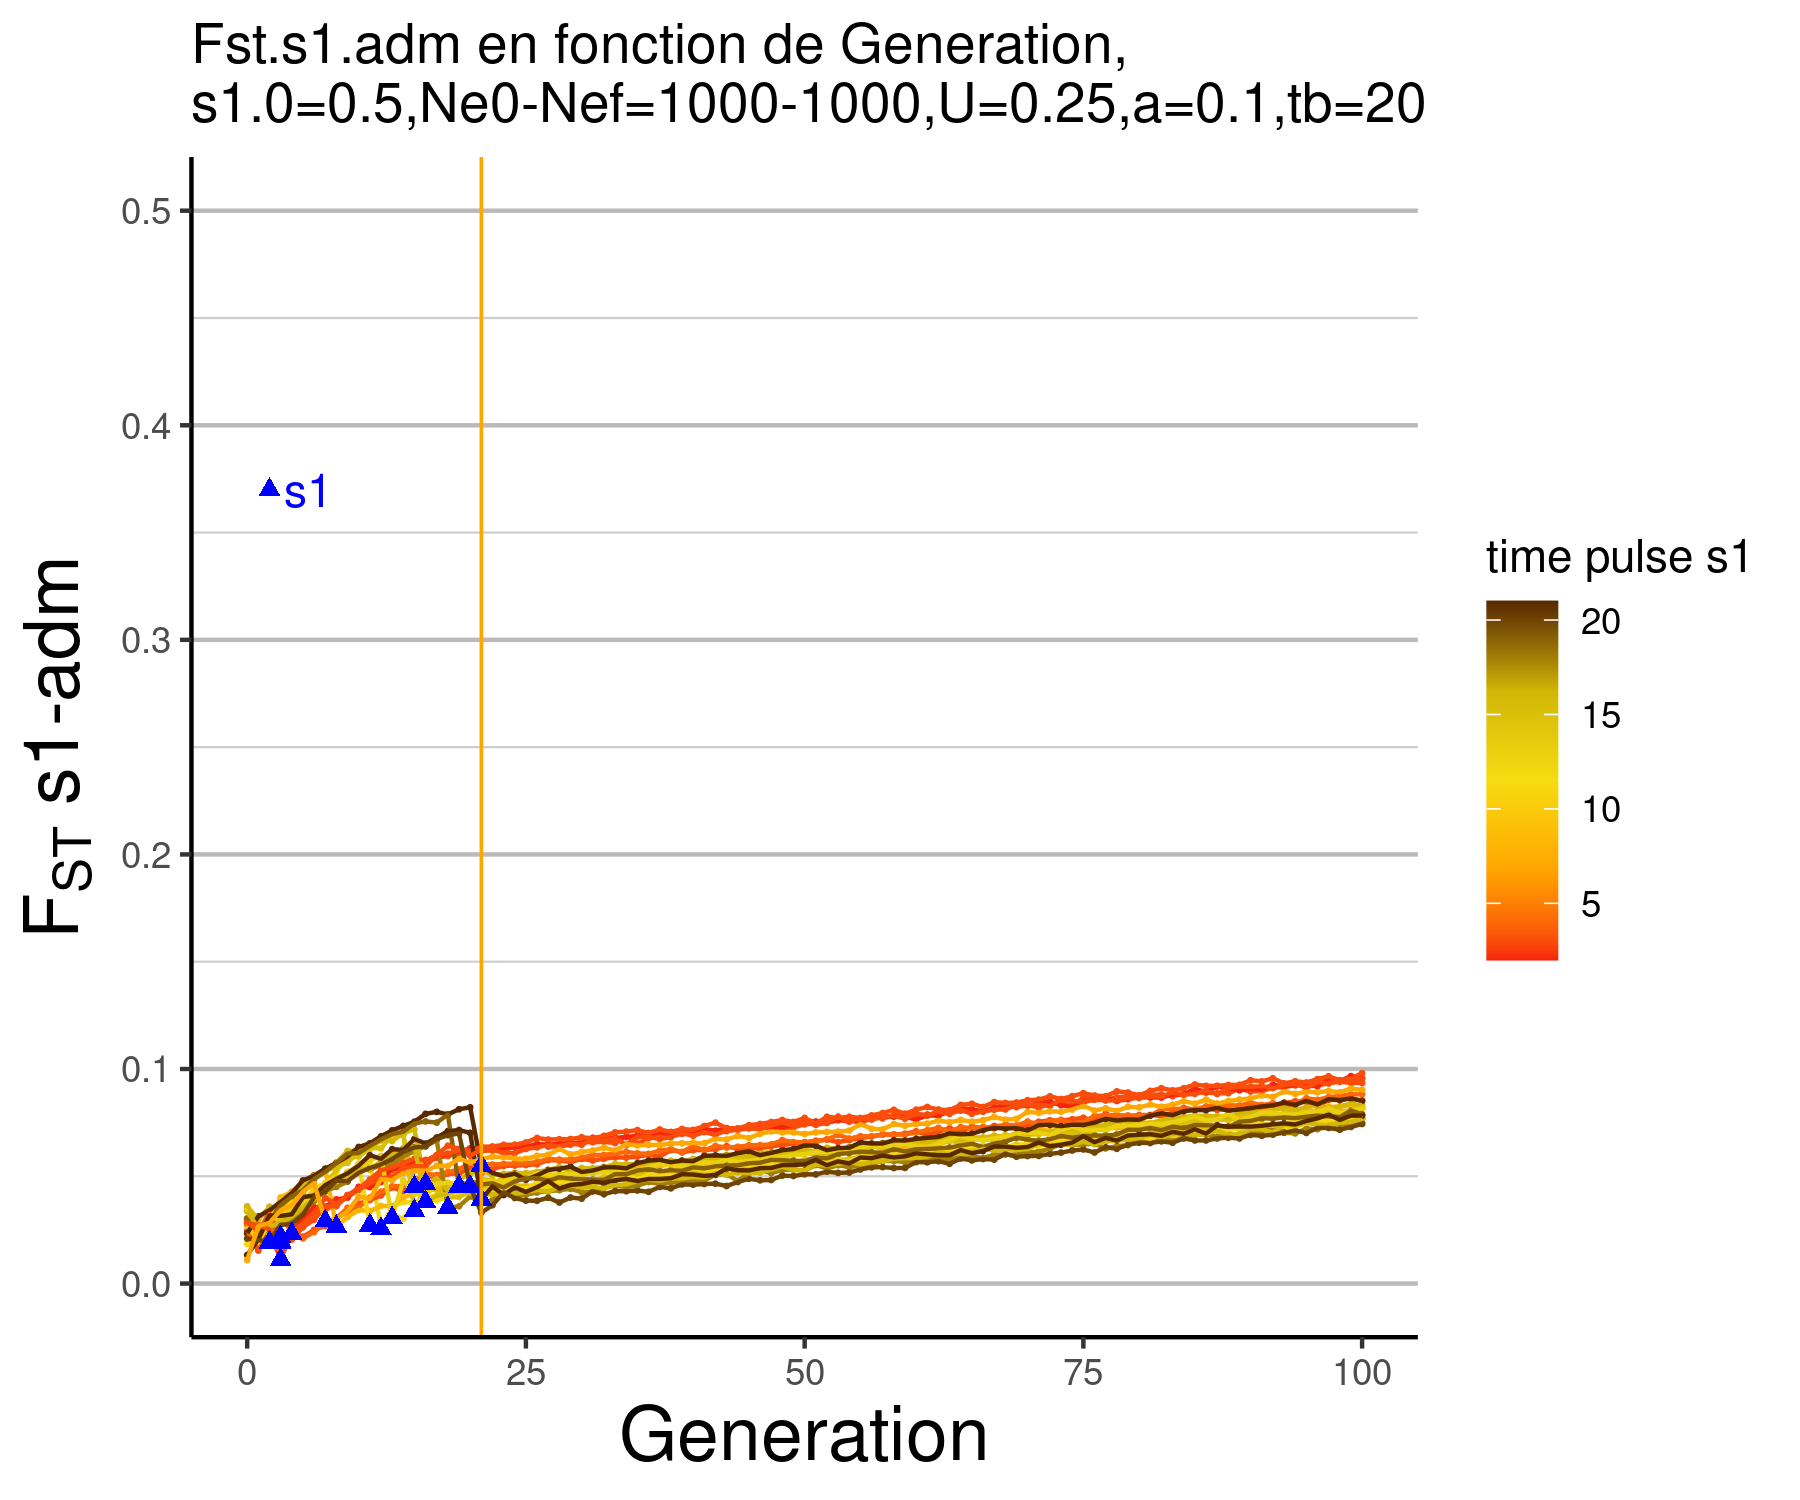 Fst.s1.adm en fonction de Generation,
s1.0=0.5,Ne0-Nef=1000-1000,U=0.25,a=0.1,tb=20
0.5
0.4
0.3
0.2
0.1
0.0
FST s1-adm
s1
0 25 50 75 100
Generation
time pulse s1
20
15
10
5